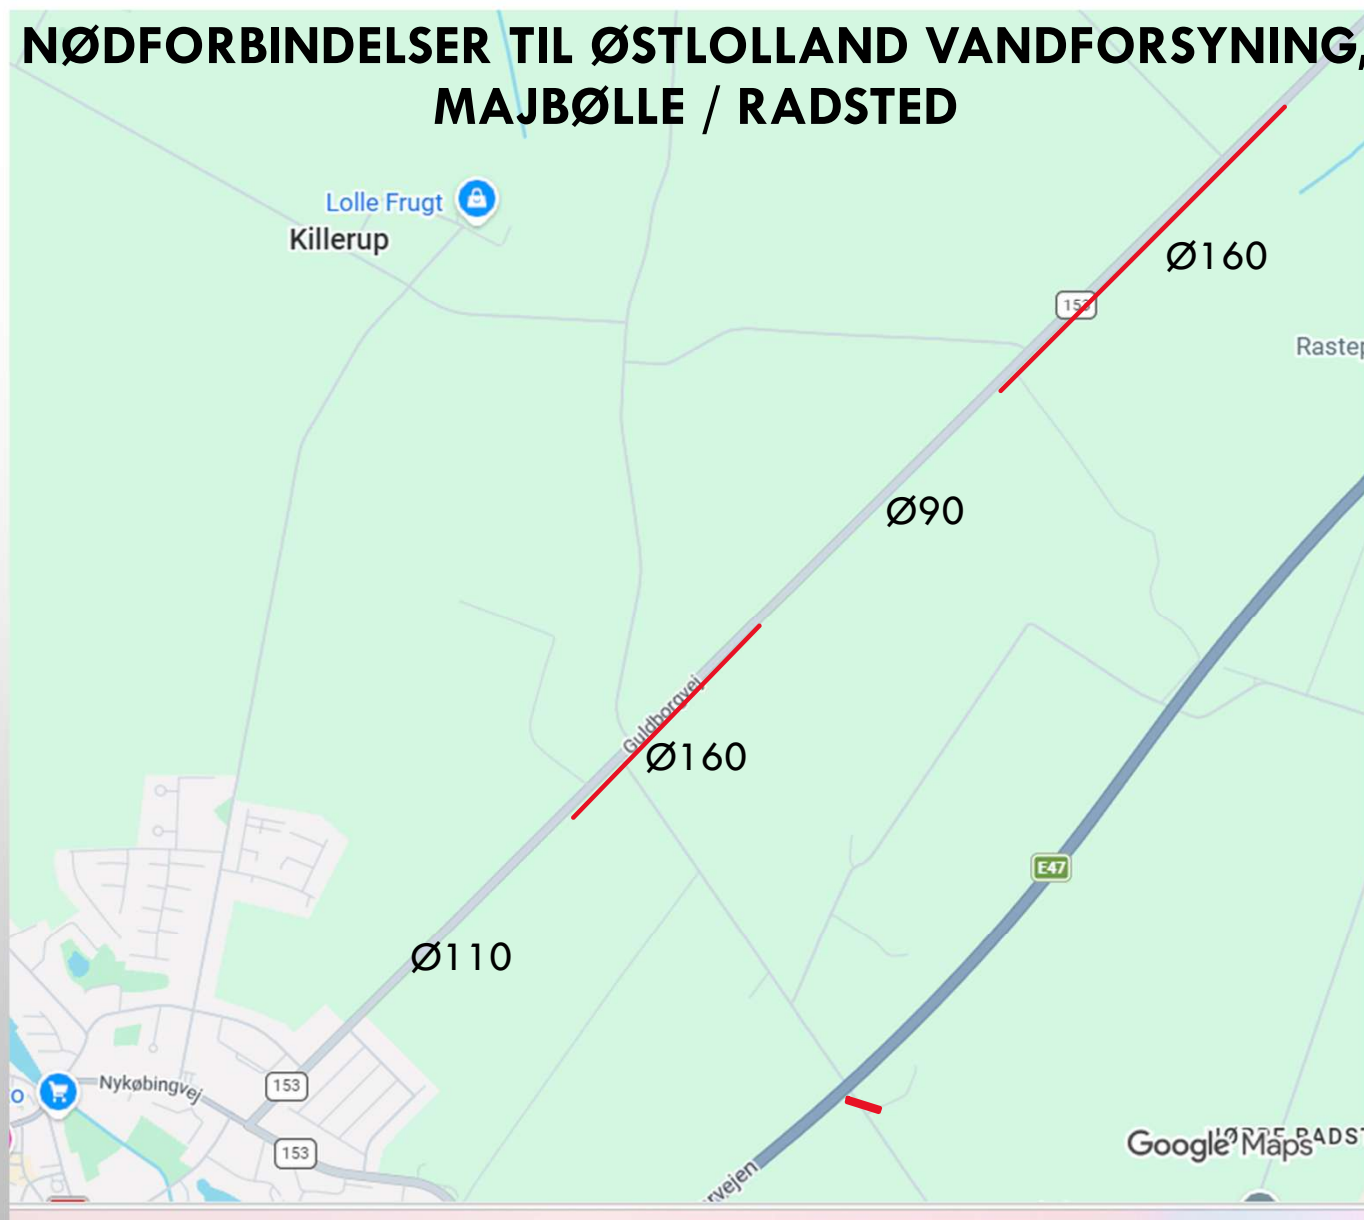 NØDFORBINDELSER TIL ØSTLOLLAND VANDFORSYNING,
MAJBØLLE / RADSTED
Lolle Frugt
Killerup
Ø160
153
Ø90
Guldborgvej
Ø160
E47
Ø110
Nykøbingvej
153
153
Google Maps